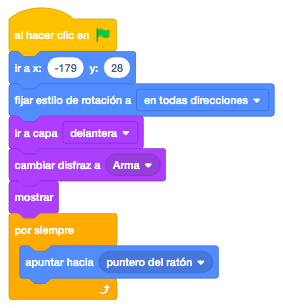 al hacer clic en
ir a x: -179 y: 28
fijar estilo de rotación a en todas direcciones
ir a capa delantera
cambiar disfraz a Arma
mostrar
por siempre
apuntar hacia puntero del ratón